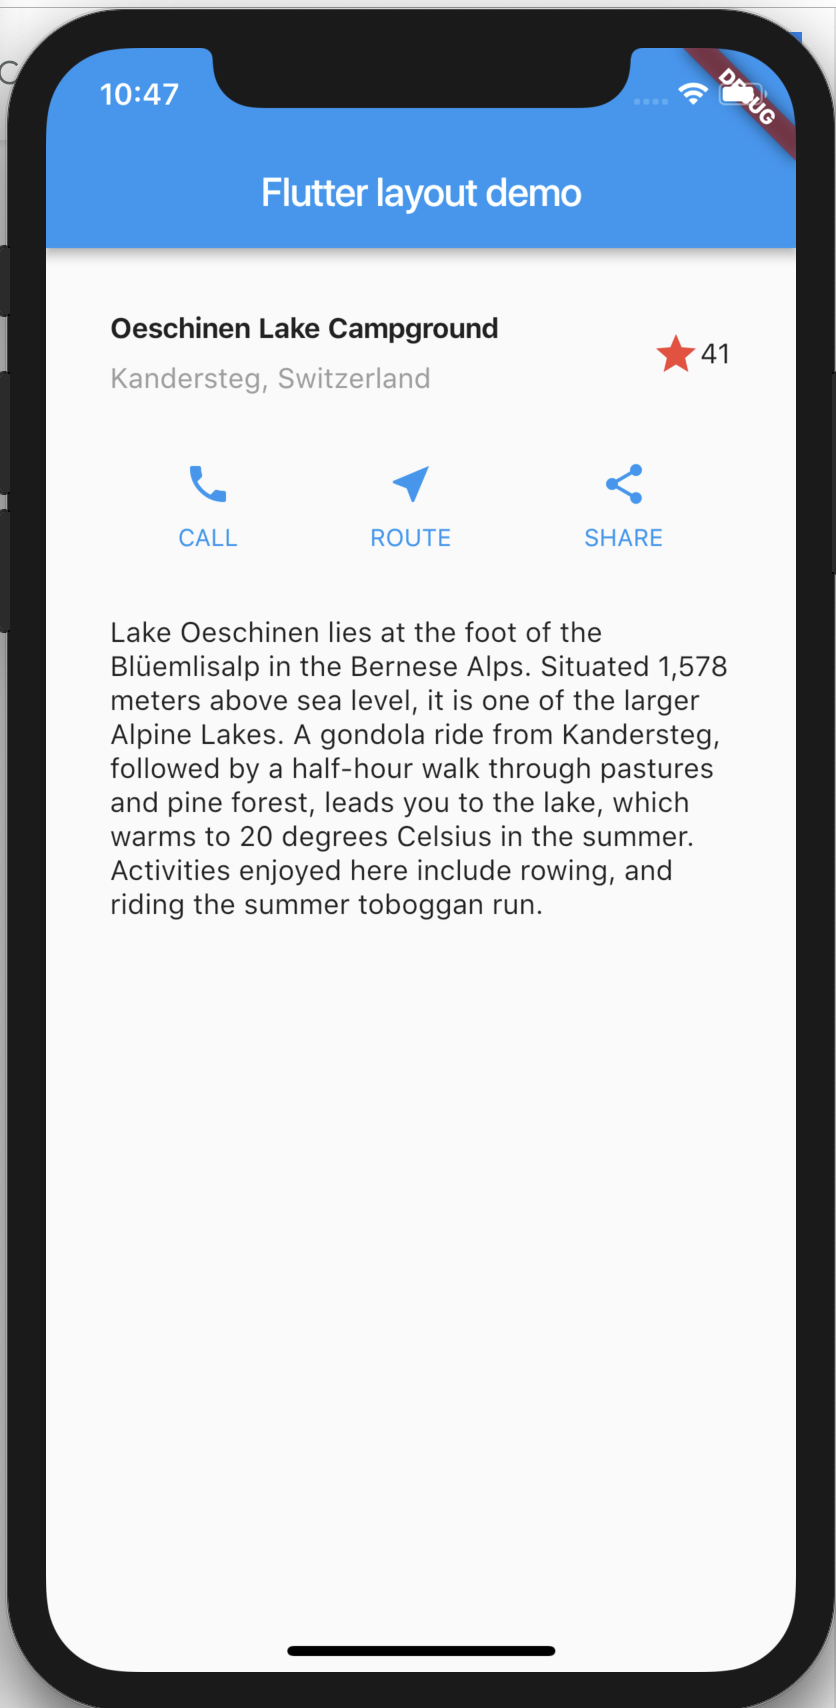 10:47
DEBUG
Flutter layout demo
Oeschinen Lake Campground
Kandersteg, Switzerland
41
CALL
ROUTE
SHARE
Lake Oeschinen lies at the foot of the
Blüemlisalp in the Bernese Alps. Situated 1,578
meters above sea level, it is one of the larger
Alpine Lakes. A gondola ride from Kandersteg,
followed by a half-hour walk through pastures
and pine forest, leads you to the lake, which
warms to 20 degrees Celsius in the summer.
Activities enjoyed here include rowing, and
riding the summer toboggan run.